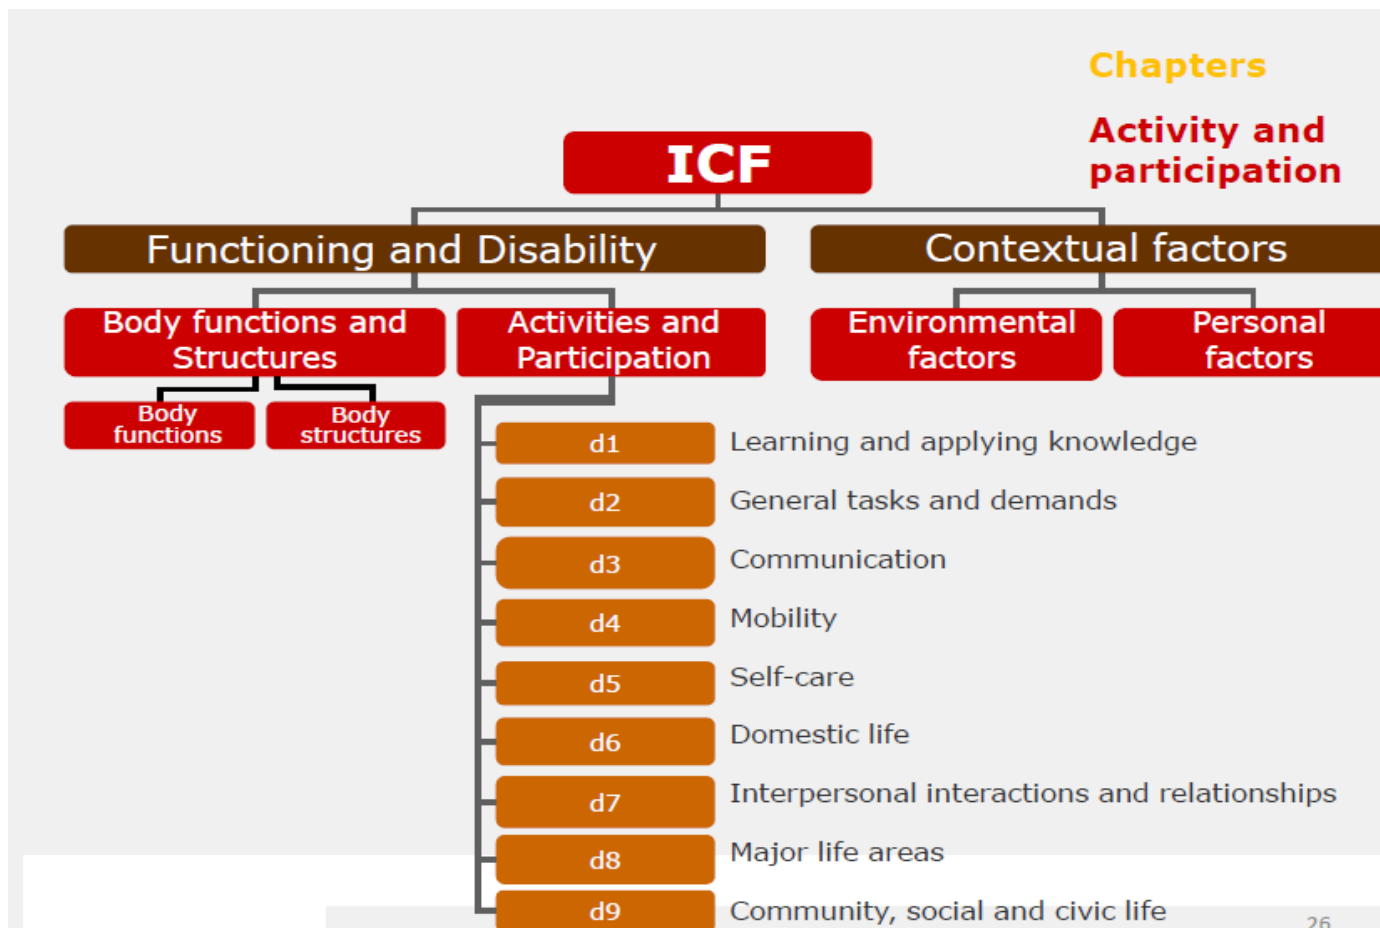 Chapters
Activity and
participation
ICF
Functioning and Disability
Contextual factors
Body functions and
Structures
Activities and
Participation
Environmental
factors
Personal
factors
Body
functions
Body
structures
d1 Learning and applying knowledge
d2 General tasks and demands
d3 Communication
d4 Mobility
d5 Self-care
d6 Domestic life
d7 Interpersonal interactions and relationships
d8 Major life areas
d9 Community, social and civic life
26